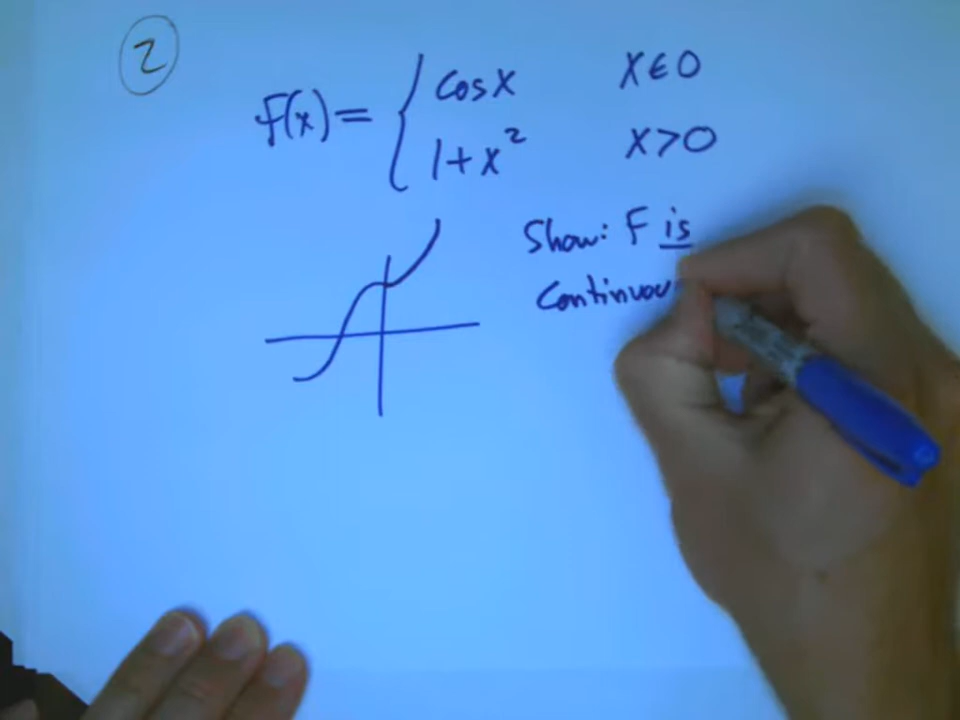 2
F(x) = { cos x x ≤ 0
1 + x² x > 0
Show: F is
Continuou